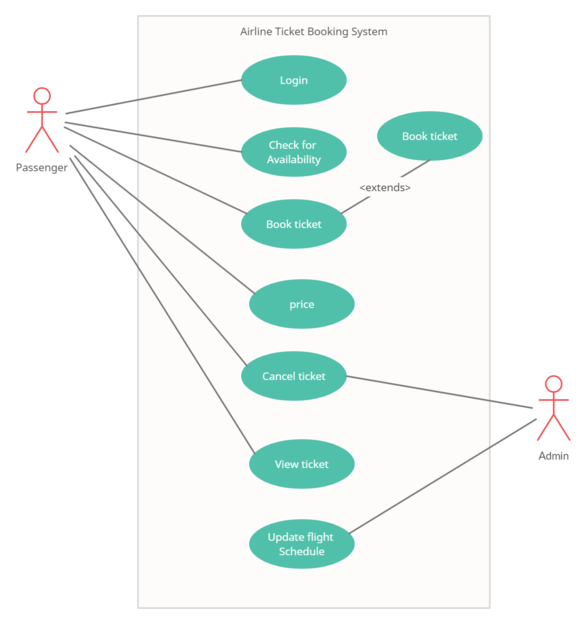 Airline Ticket Booking System
Login
Check for
Availability
Book ticket
Passenger
<extends>
Book ticket
price
Cancel ticket
Admin
View ticket
Update flight
Schedule